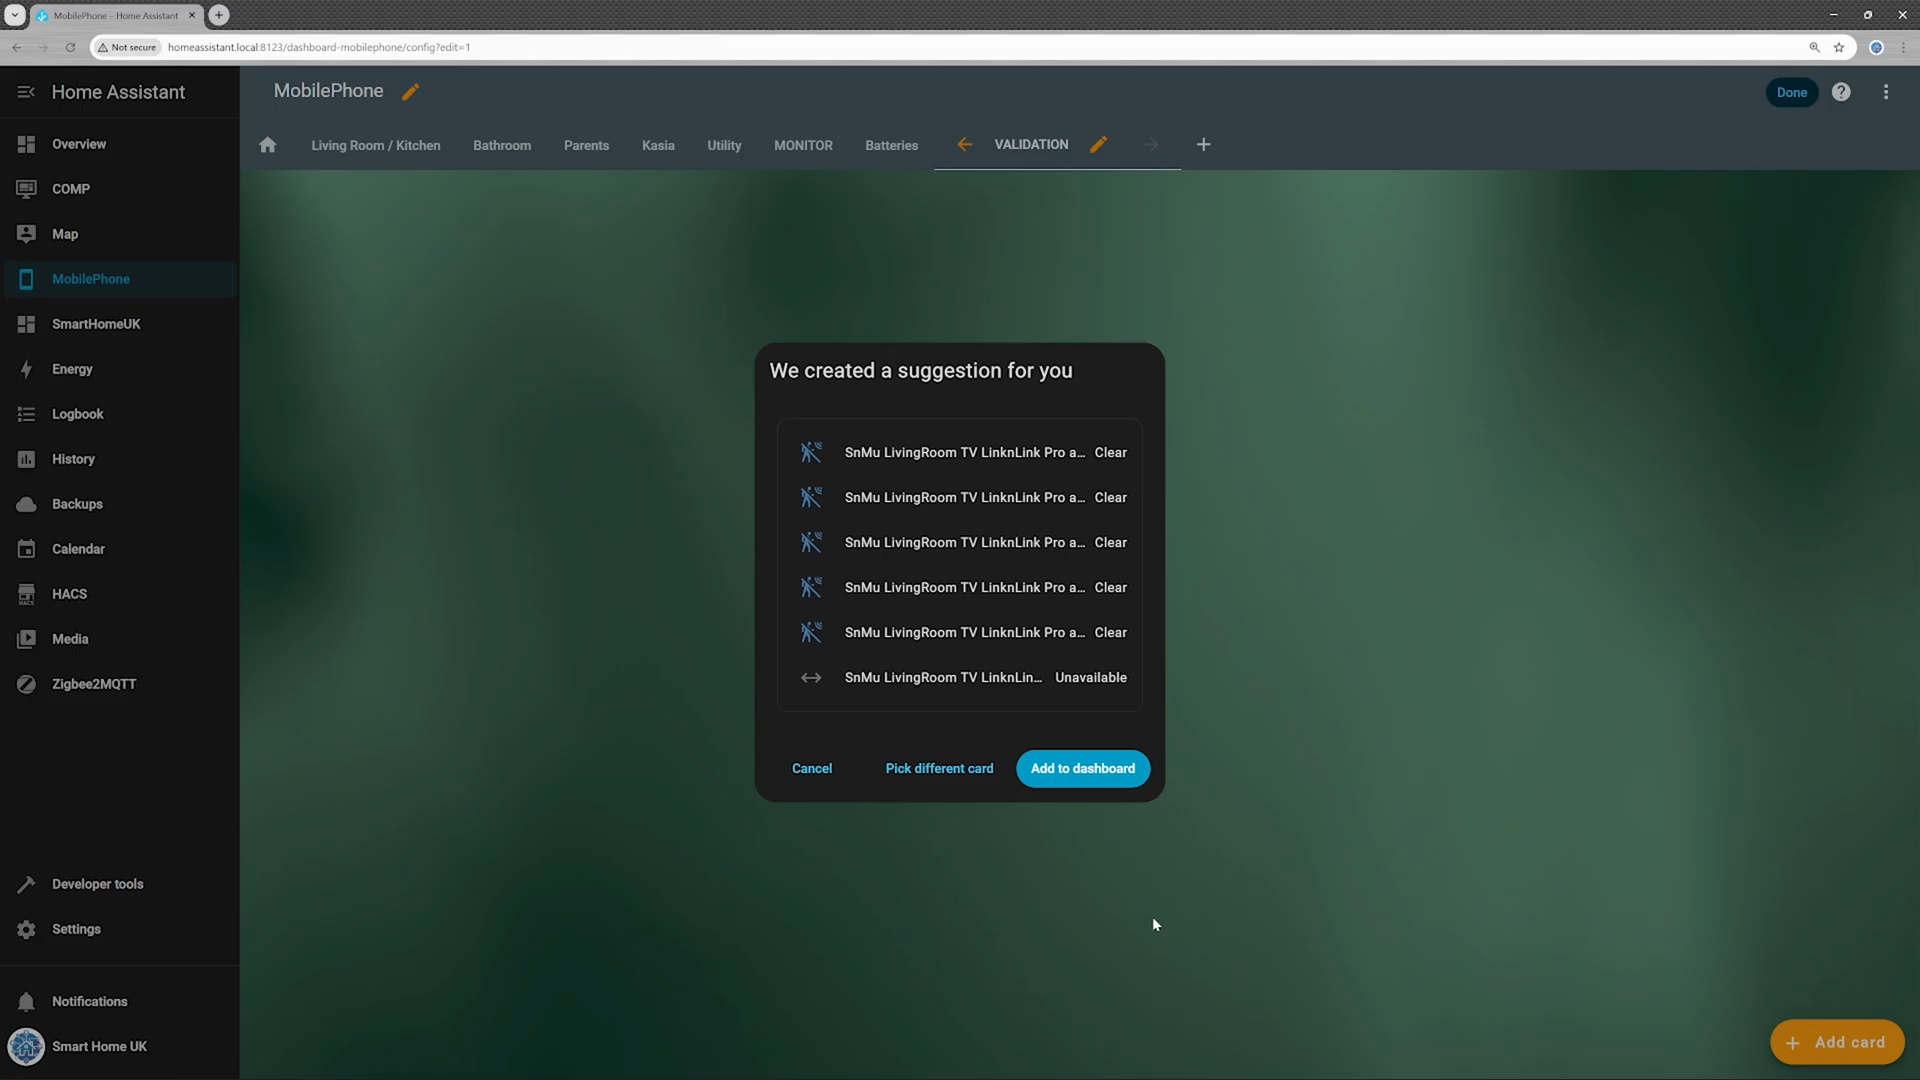 MobilePhone – Home Assistant
Not secure
homeassistant.local:8123/dashboard-mobilephone/config?edit=1
Home Assistant
MobilePhone
Done
Living Room / Kitchen
Bathroom
Parents
Kasia
Utility
MONITOR
Batteries
VALIDATION
Overview
COMP
Map
MobilePhone
SmartHomeUK
Energy
Logbook
History
Backups
Calendar
HACS
HACS
Media
Zigbee2MQTT
Developer tools
Settings
Notifications
Smart Home UK
We created a suggestion for you
SnMu LivingRoom TV LinknLink Pro a... Clear
SnMu LivingRoom TV LinknLink Pro a... Clear
SnMu LivingRoom TV LinknLink Pro a... Clear
SnMu LivingRoom TV LinknLink Pro a... Clear
SnMu LivingRoom TV LinknLink Pro a... Clear
SnMu LivingRoom TV LinknLin... Unavailable
Cancel
Pick different card
Add to dashboard
Add card